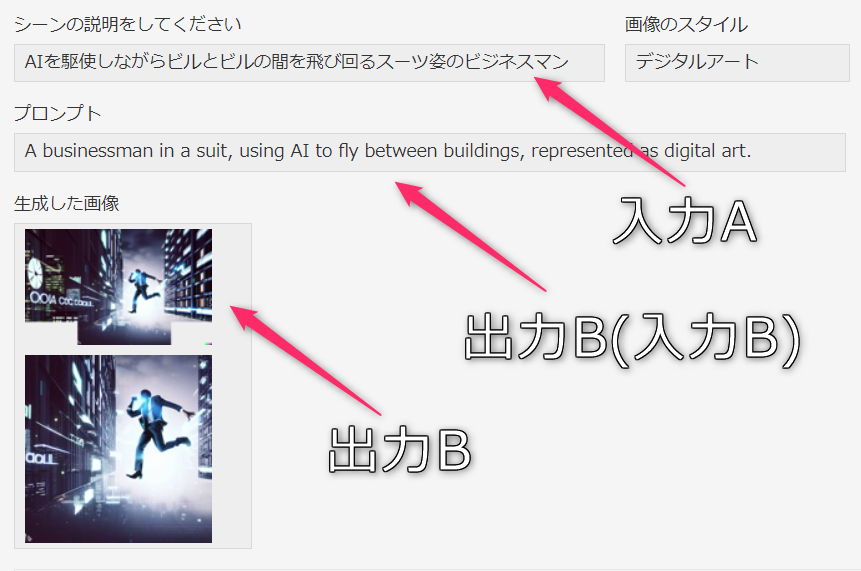 シーンの説明をしてください
画像のスタイル
AIを駆使しながらビルとビルの間を飛び回るスーツ姿のビジネスマン
デジタルアート
プロンプト
A businessman in a suit, using AI to fly between buildings, represented as digital art.
入力A
生成した画像
出力B(入力B)
出力B